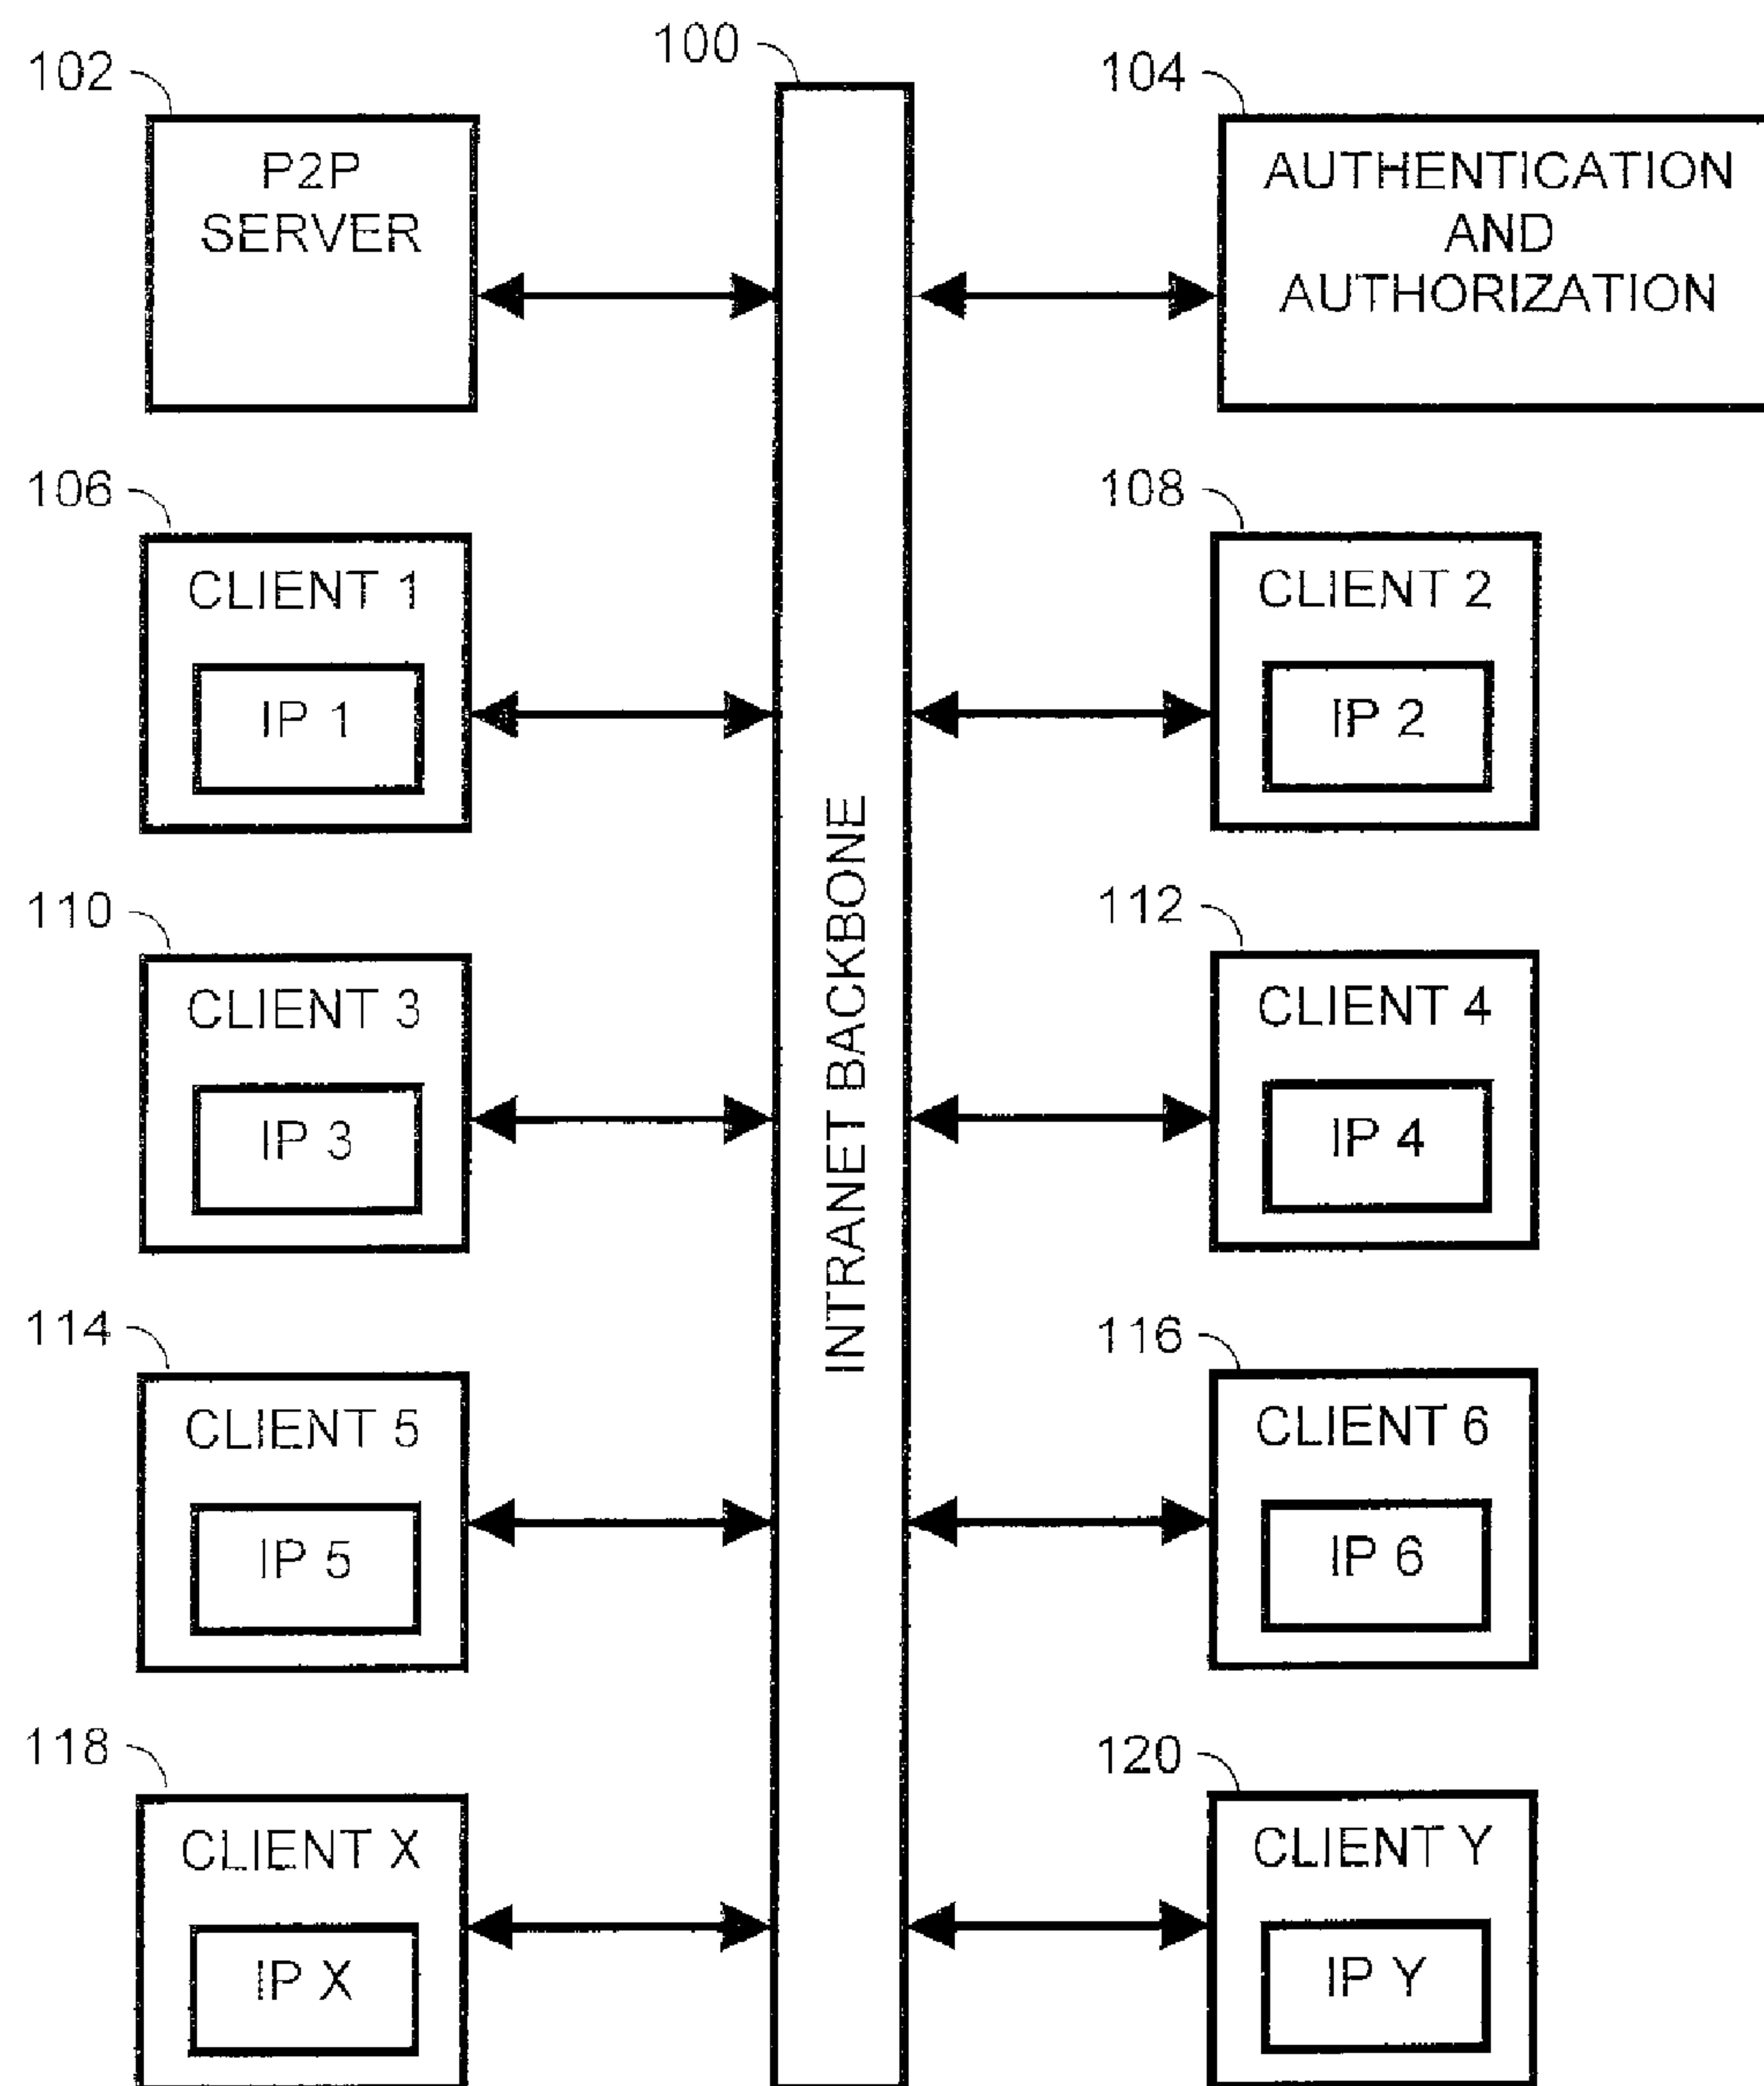 100
102
104
P2P
SERVER
AUTHENTICATION
AND
AUTHORIZATION
106
108
CLIENT 1
IP 1
CLIENT 2
IP 2
INTRANET BACKBONE
110
112
CLIENT 3
IP 3
CLIENT 4
IP 4
114
116
CLIENT 5
IP 5
CLIENT 6
IP 6
118
120
CLIENT X
IP X
CLIENT Y
IP Y